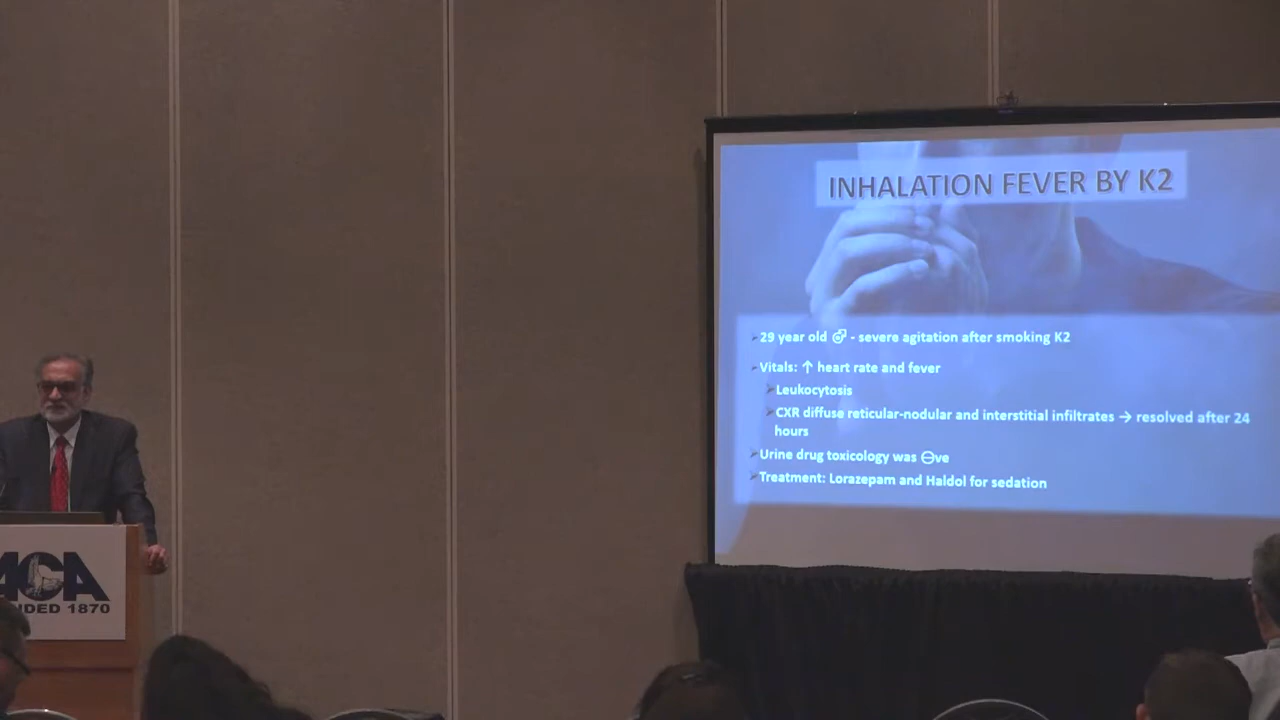 INHALATION FEVER BY K2
29 year old ♂ - severe agitation after smoking K2
Vitals: ↑ heart rate and fever
Leukocytosis
CXR diffuse reticular-nodular and interstitial infiltrates → resolved after 24
hours
Urine drug toxicology was ⊖ve
Treatment: Lorazepam and Haldol for sedation
ACA
NDED 1870